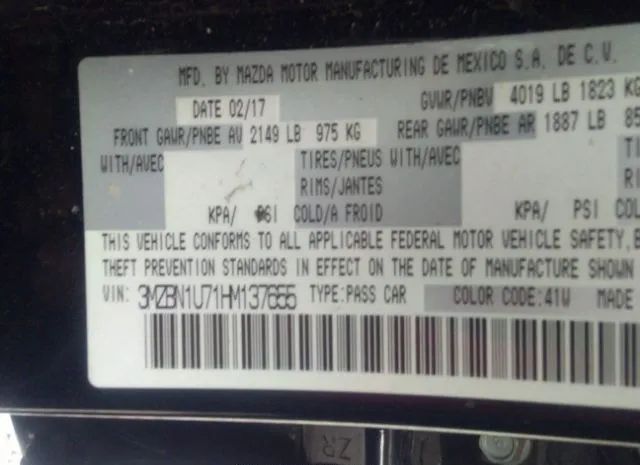 MFD. BY MAZDA MOTOR MANUFACTURING DE MEXICO S.A. DE C.V.
DATE 02/17 GVWR/PNBV 4019 LB 1823 KG
FRONT GAWR/PNBE AV 2149 LB 975 KG REAR GAWR/PNBE AR 1887 LB
WITH/AVEC TIRES/PNEUS WITH/AVEC
RIMS/JANTES
KPA/ PSI COLD/A FROID KPA/ PSI
THIS VEHICLE CONFORMS TO ALL APPLICABLE FEDERAL MOTOR VEHICLE SAFETY,
THEFT PREVENTION STANDARDS IN EFFECT ON THE DATE OF MANUFACTURE SHOWN
VIN: 3MZBN1U71HM137655 TYPE:PASS CAR COLOR CODE:41W MADE
ZR